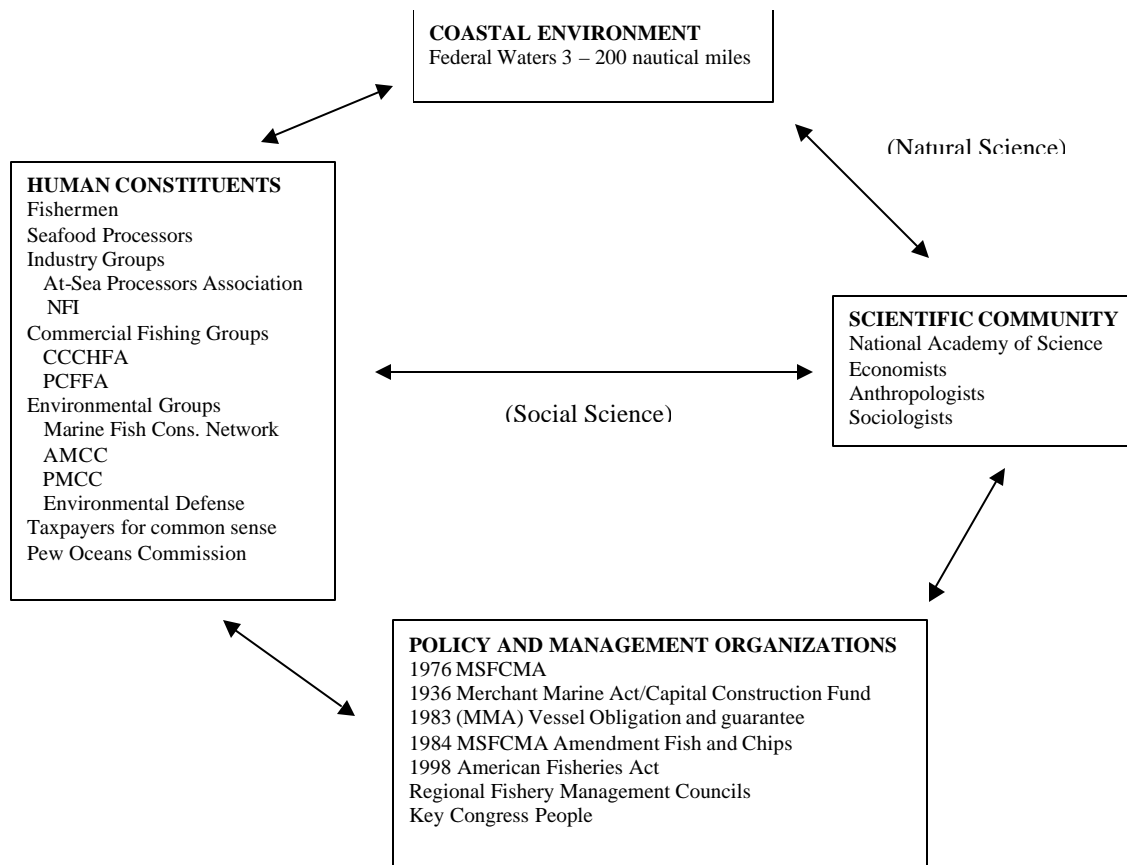 COASTAL ENVIRONMENT
Federal Waters 3 – 200 nautical miles
(Natural Science)
HUMAN CONSTITUENTS
Fishermen
Seafood Processors
Industry Groups
At-Sea Processors Association
NFI
Commercial Fishing Groups
CCCHFA
PCFFA
Environmental Groups
Marine Fish Cons. Network
AMCC
PMCC
Environmental Defense
Taxpayers for common sense
Pew Oceans Commission
(Social Science)
SCIENTIFIC COMMUNITY
National Academy of Science
Economists
Anthropologists
Sociologists
POLICY AND MANAGEMENT ORGANIZATIONS
1976 MSFCMA
1936 Merchant Marine Act/Capital Construction Fund
1983 (MMA) Vessel Obligation and guarantee
1984 MSFCMA Amendment Fish and Chips
1998 American Fisheries Act
Regional Fishery Management Councils
Key Congress People